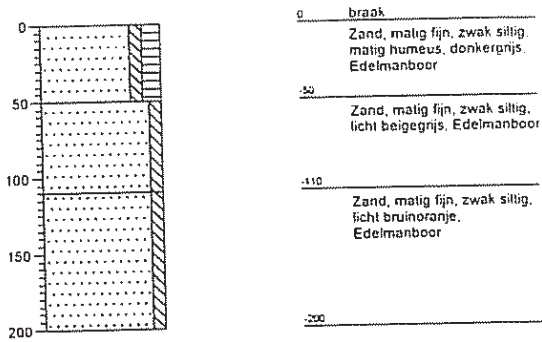 0
50
100
150
200
0 braak
Zand, matig fijn, zwak siltig,
matig humeus, donkergrijs,
Edelmanboor
-50
Zand, matig fijn, zwak siltig,
licht beigegrijs, Edelmanboor
-110
Zand, matig fijn, zwak siltig,
licht bruinoranje,
Edelmanboor
-200